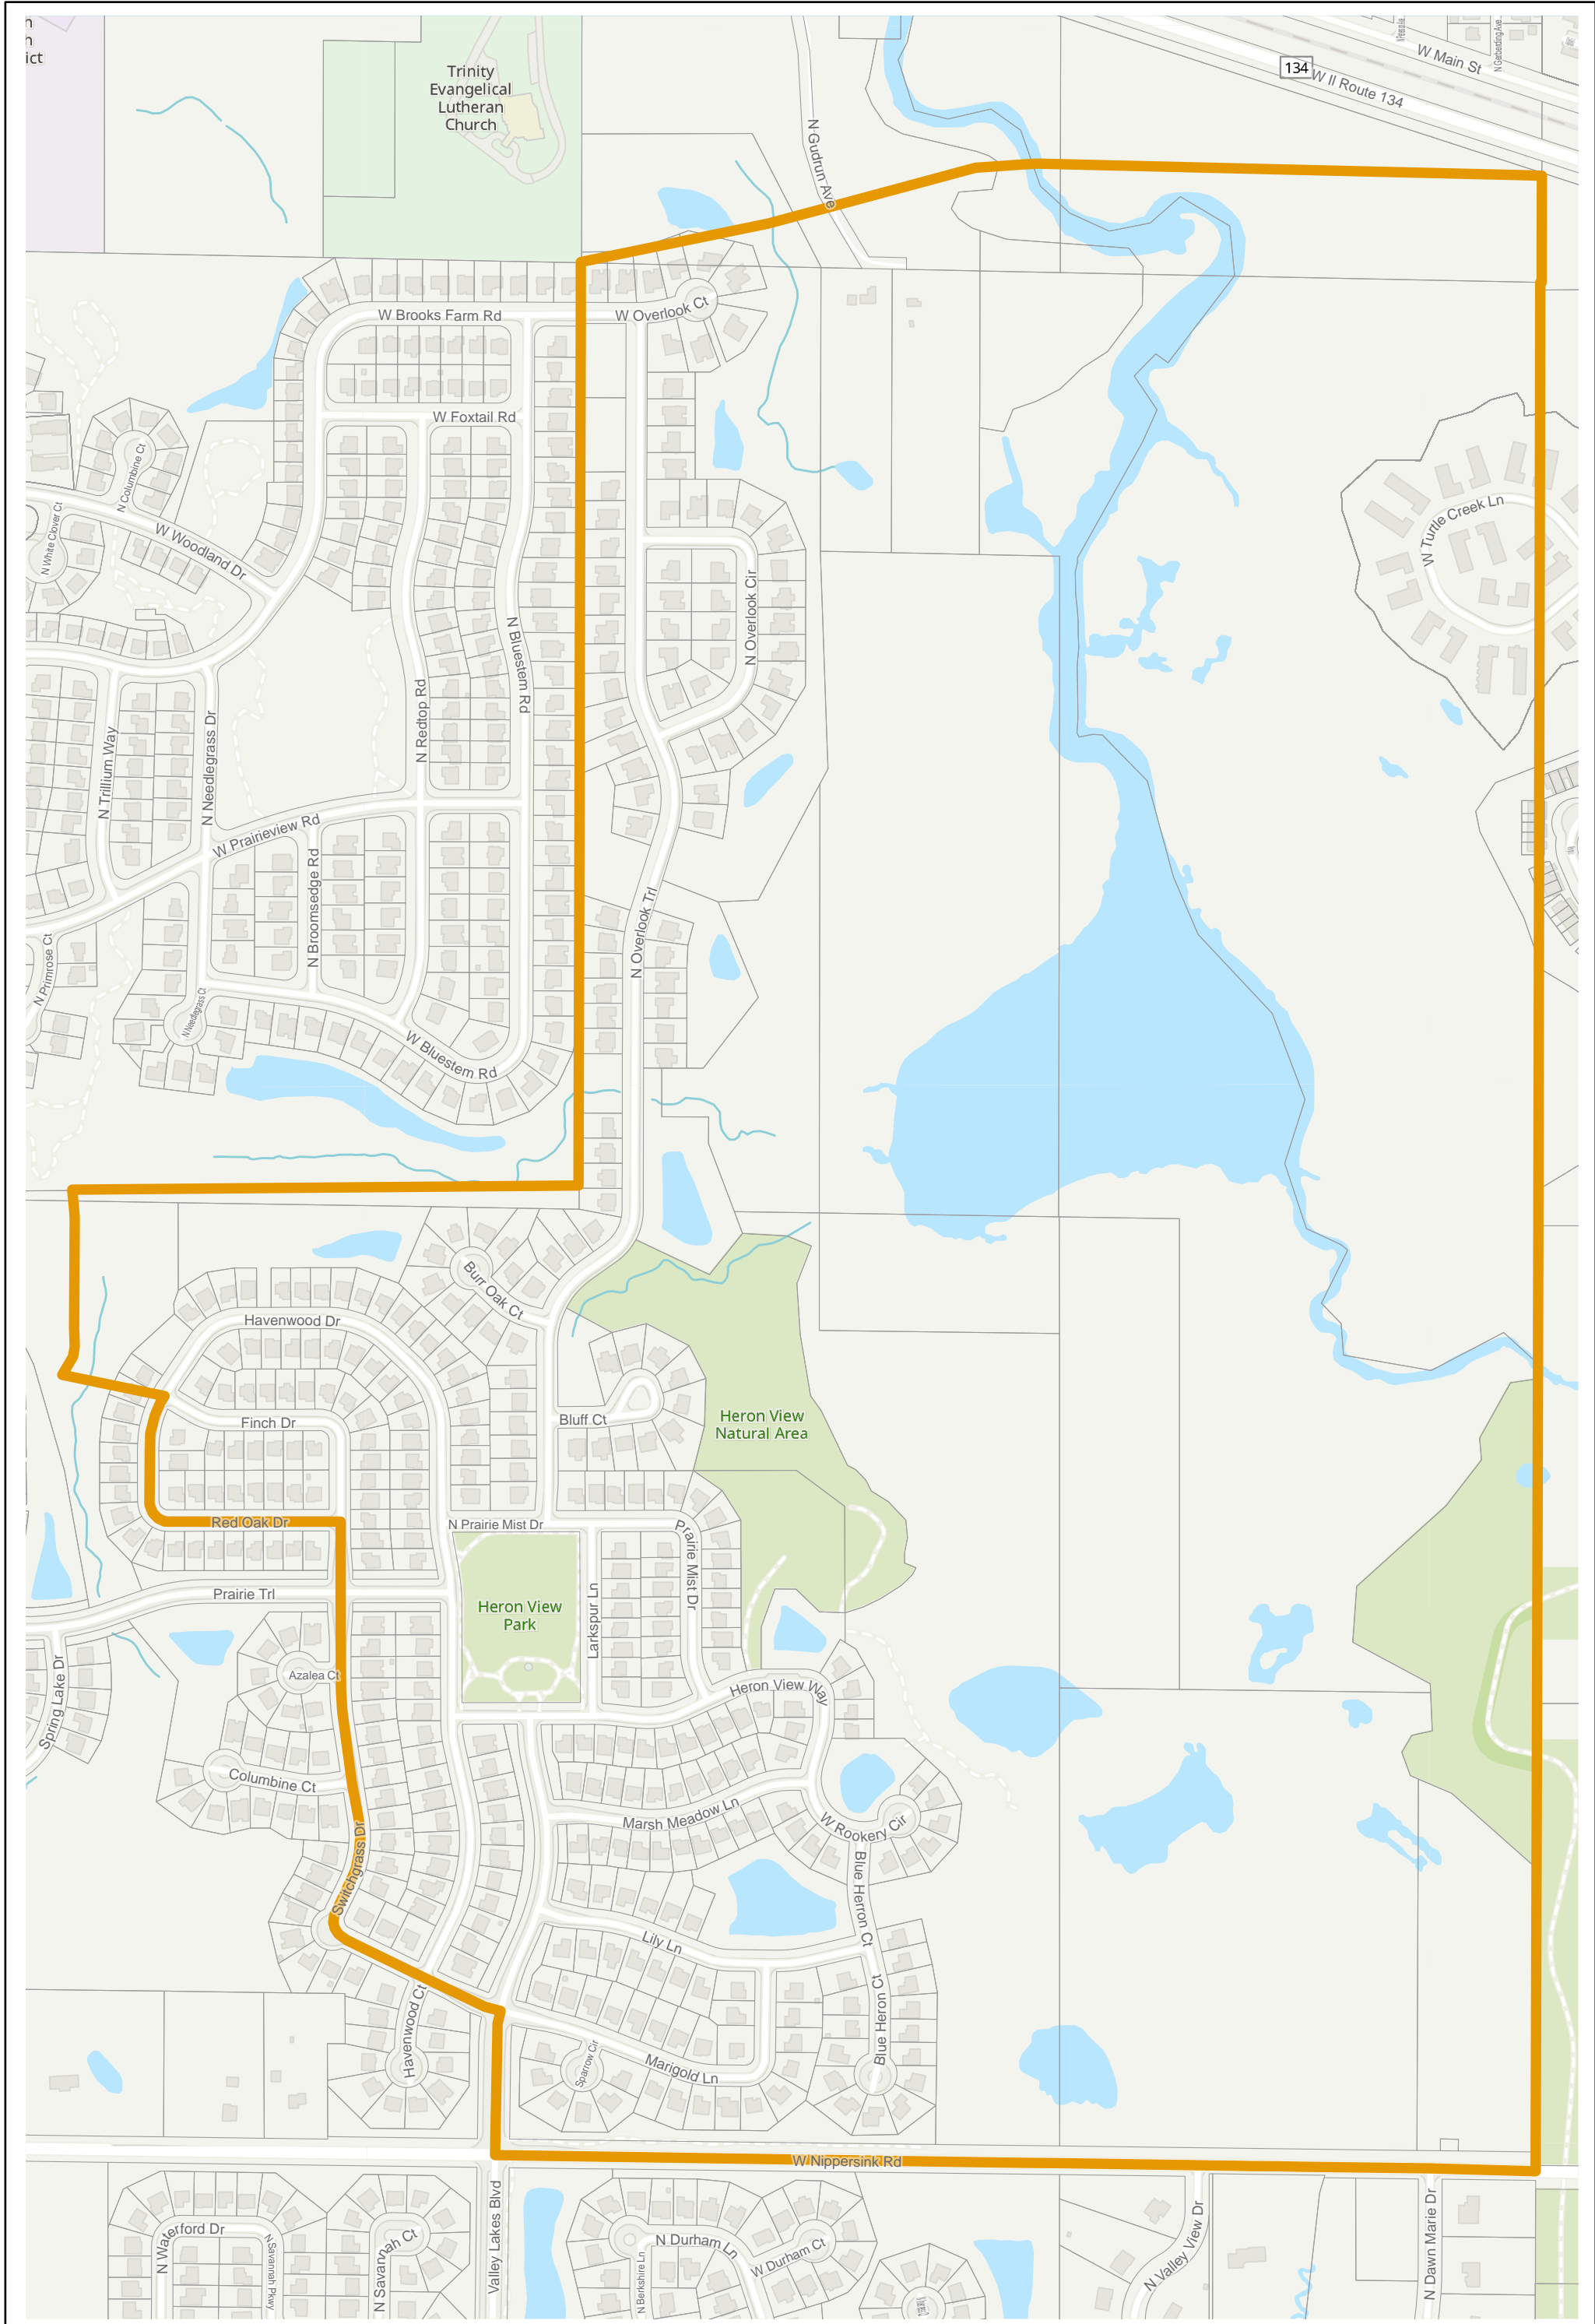 h
h
ict
Trinity
Evangelical
Lutheran
Church
N Gudrun Ave
134
W Il Route 134
W Main St
N Gerberding Ave
W Brooks Farm Rd
W Overlook Ct
W Foxtail Rd
N Columbine Ct
N White Clover Ct
W Woodland Dr
W Turtle Creek Ln
N Overlook Cir
N Bluestem Rd
N Redtop Rd
N Needlegrass Dr
N Trillium Way
W Prairieview Rd
N Broomsedge Rd
N Overlook Trl
N Primrose Ct
N Needlegrass Ct
W Bluestem Rd
Burr Oak Ct
Havenwood Dr
Finch Dr
Bluff Ct
Heron View
Natural Area
Red Oak Dr
N Prairie Mist Dr
Prairie Mist Dr
Prairie Trl
Heron View
Park
Larkspur Ln
Azalea Ct
Spring Lake Dr
Heron View Way
Columbine Ct
Marsh Meadow Ln
W Rookery Cir
Switchgrass Dr
Blue Herron Ct
Lily Ln
Havenwood Ct
Blue Heron Ct
Sparrow Cir
Marigold Ln
W Nippersink Rd
N Waterford Dr
N Savannah Pkwy
N Savannah Ct
Valley Lakes Blvd
N Durham Ln
N Berkshire Ln
W Durham Ct
N Valley View Dr
N Dawn Marie Dr